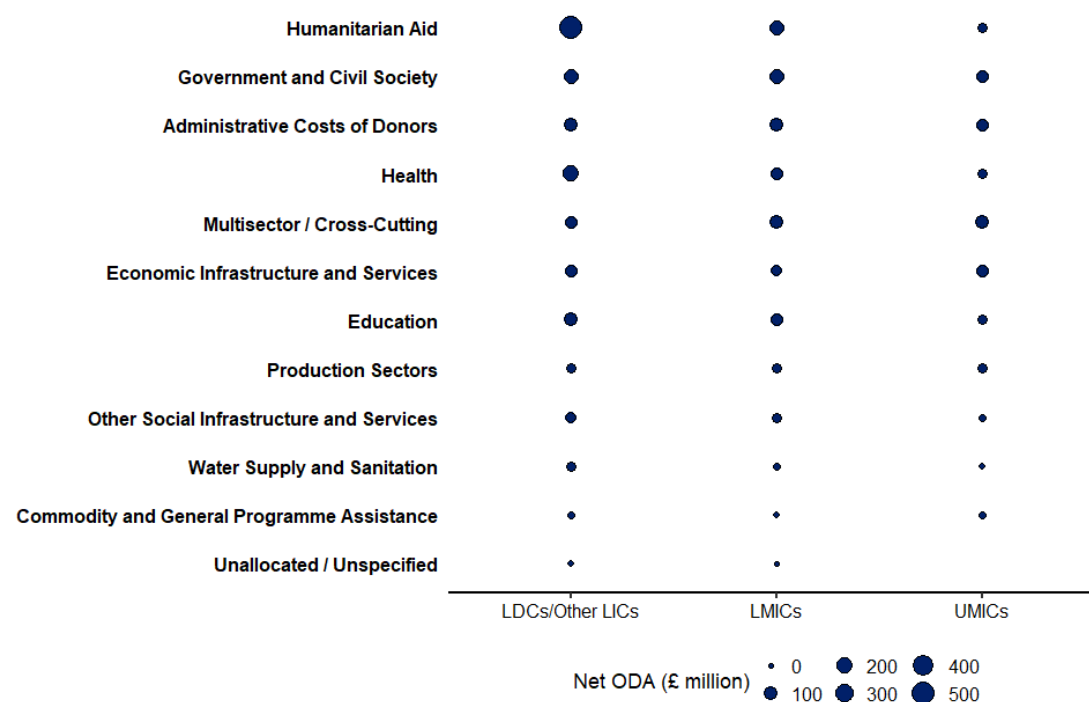 Humanitarian Aid
Government and Civil Society
Administrative Costs of Donors
Health
Multisector / Cross-Cutting
Economic Infrastructure and Services
Education
Production Sectors
Other Social Infrastructure and Services
Water Supply and Sanitation
Commodity and General Programme Assistance
Unallocated / Unspecified
LDCs/Other LICs LMICs UMICs
Net ODA (£ million)
0 200 400
100 300 500